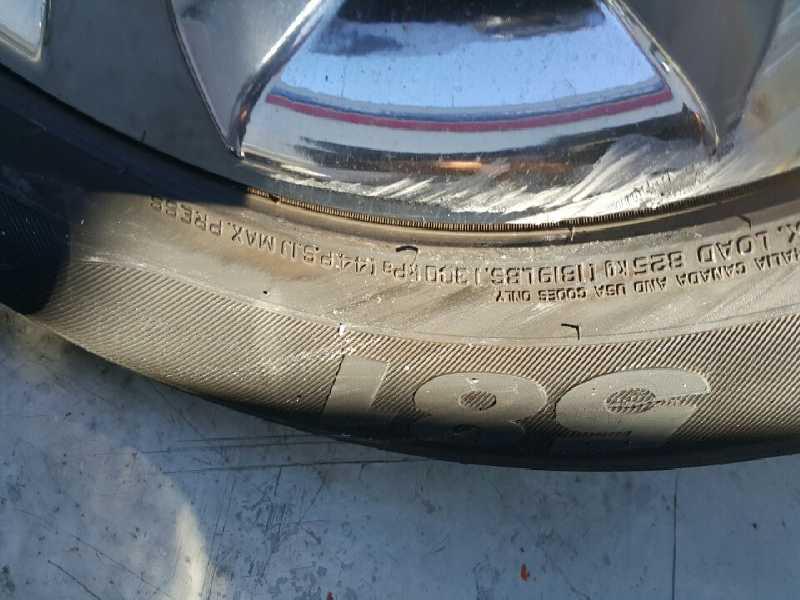 CANADA AND USA CODES ONLY
LOAD 825 kg (1819 LBS.) 300 kPa (44 P.S.I.) MAX. PRESS